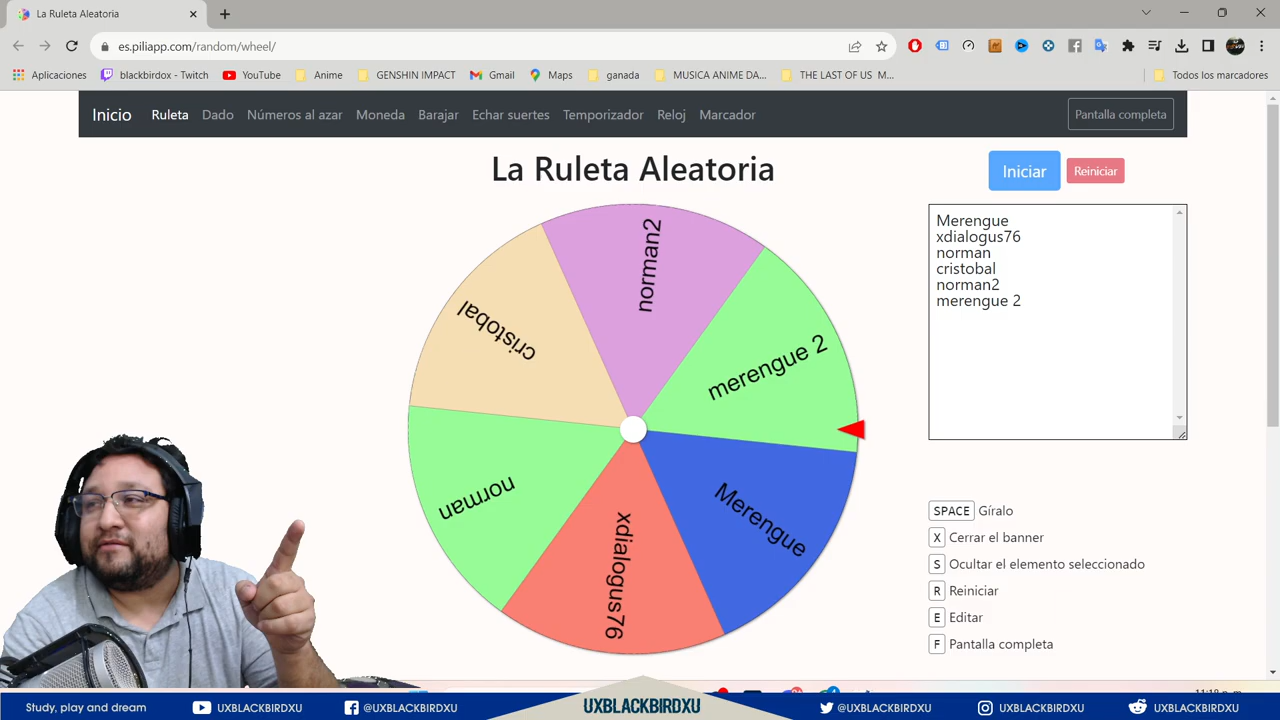 La Ruleta Aleatoria
es.piliapp.com/random/wheel/
Aplicaciones
blackbirdox - Twitch
YouTube
Anime
GENSHIN IMPACT
Gmail
Maps
ganada
MUSICA ANIME DA...
THE LAST OF US M...
Todos los marcadores
Inicio Ruleta Dado Números al azar Moneda Barajar Echar suertes Temporizador Reloj Marcador Pantalla completa
La Ruleta Aleatoria
Iniciar Reiniciar
norman2
merengue 2
Merengue
xdialogus76
norman
cristobal
Merengue
xdialogus76
norman
cristobal
norman2
merengue 2
SPACE Gíralo
X Cerrar el banner
S Ocultar el elemento seleccionado
R Reiniciar
E Editar
F Pantalla completa
Study, play and dream
UXBLACKBIRDXU
@UXBLACKBIRDXU
UXBLACKBIRDXU
@UXBLACKBIRDXU
UXBLACKBIRDXU
UXBLACKBIRDXU